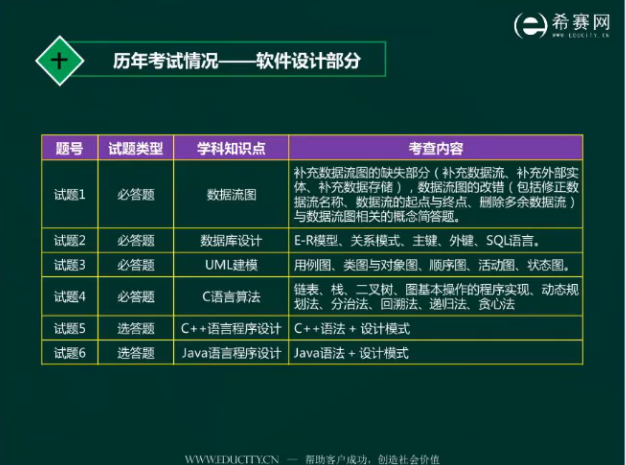 希赛网
WWW.EDUCITY.CN
历年考试情况——软件设计部分
题号 试题类型 学科知识点 考查内容
试题1 必答题 数据流图 补充数据流图的缺失部分（补充数据流、补充外部实
体、补充数据存储），数据流图的改错（包括修正数
据流名称、数据流的起点与终点、删除多余数据流）
与数据流图相关的概念简答题。
试题2 必答题 数据库设计 E-R模型、关系模式、主键、外键、SQL语言。
试题3 必答题 UML建模 用例图、类图与对象图、顺序图、活动图、状态图。
试题4 必答题 C语言算法 链表、栈、二叉树、图基本操作的程序实现、动态规
划法、分治法、回溯法、递归法、贪心法
试题5 选答题 C++语言程序设计 C++语法 + 设计模式
试题6 选答题 Java语言程序设计 Java语法 + 设计模式
WWW.EDUCITY.CN — 帮助客户成功，创造社会价值